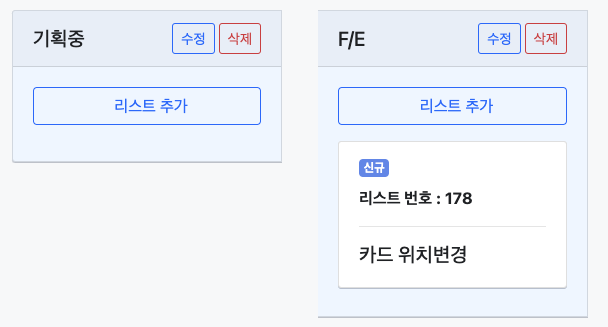 기획중
수정
삭제
리스트 추가
F/E
수정
삭제
리스트 추가
신규
리스트 번호 : 178
카드 위치변경